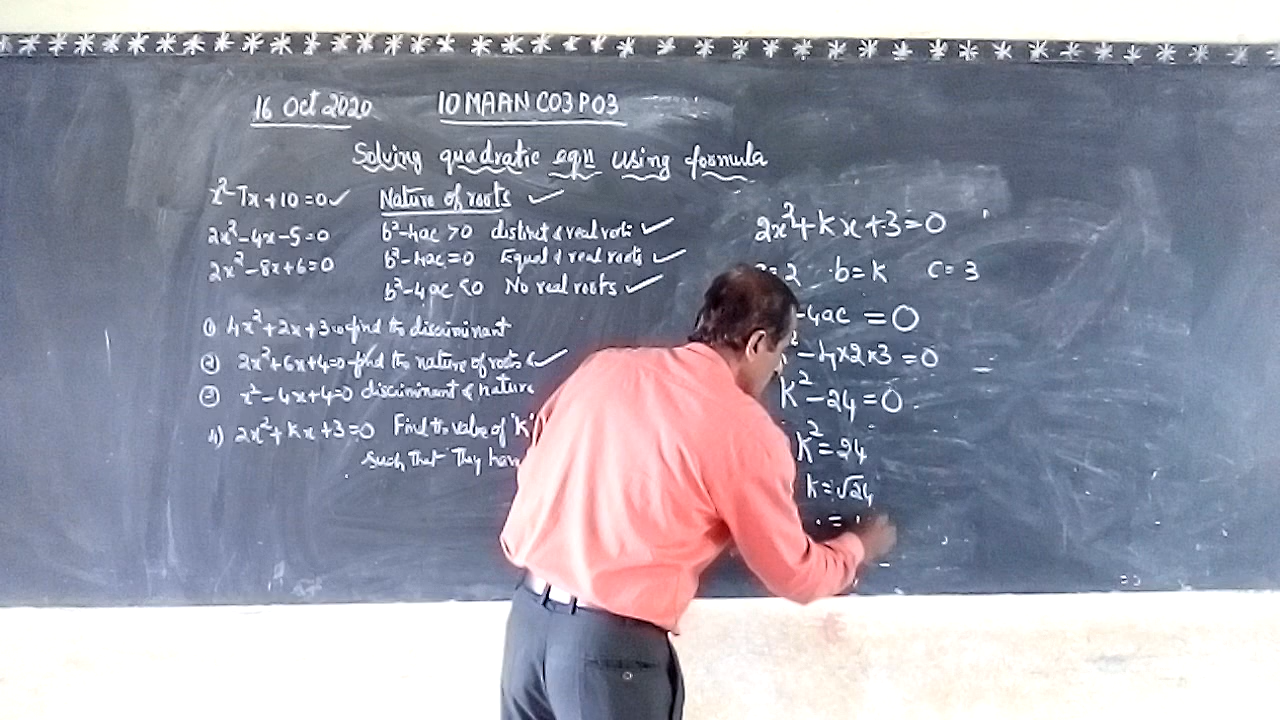 16 Oct 2020 10MAAN CO3PO3
Solving quadratic eqn using formula
x²-7x+10=0✓ Nature of roots ✓
2x²-4x-5=0 b²-4ac>0 distinct & real roots ✓
2x²-8x+6=0 b²-4ac=0 Equal & real roots ✓
b²-4ac<0 No real roots ✓
1) 4x²+2x+3=0 find the discriminant
2) 2x²+6x+4=0 find the nature of roots ✓
3) x²-4x+4=0 discriminant & nature
4) 2x²+kx+3=0 Find the value of 'k'
such that they have
2x²+kx+3=0
=2 b=k c=3
-4ac=0
-4×2×3=0
k²-24=0
k²=24
k=√24
=